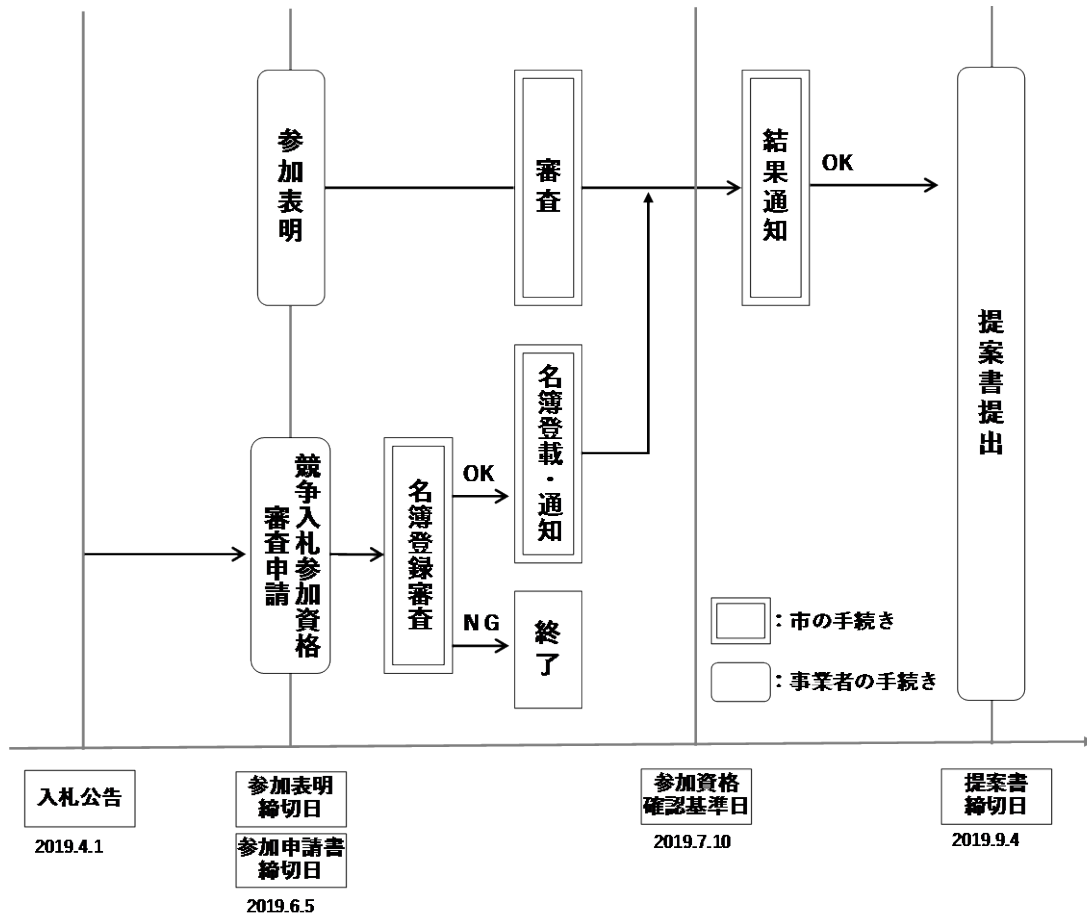 参加表明
審査
結果通知
OK
提案書提出
競争入札参加資格
審査申請
名簿登録審査
OK
名簿登載・通知
NG
終了
：市の手続き
：事業者の手続き
入札公告
2019.4.1
参加表明
締切日
参加申請書
締切日
2019.6.5
参加資格
確認基準日
2019.7.10
提案書
締切日
2019.9.4